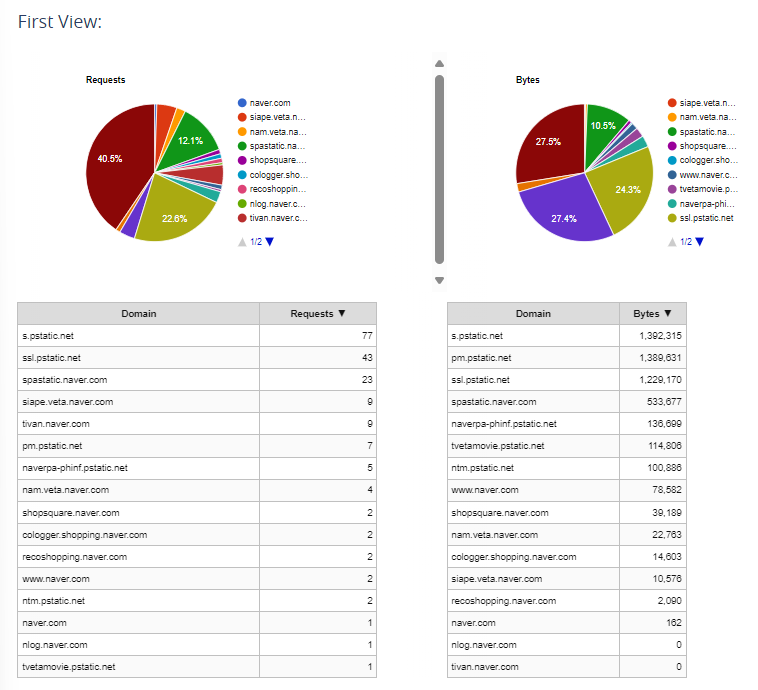 First View:
Requests
40.5%
12.1%
22.6%
naver.com
siape.veta.n...
nam.veta.na...
spastatic.na...
shopsquare....
cologger.sho...
recoshoppin...
nlog.naver.c...
tivan.naver.c...
1/2
Bytes
27.5%
10.5%
24.3%
27.4%
siape.veta.n...
nam.veta.na...
spastatic.na...
shopsquare....
cologger.sho...
www.naver.c...
tvetamovie.p...
naverpa-phi...
ssl.pstatic.net
1/2
Domain Requests ▼
s.pstatic.net 77
ssl.pstatic.net 43
spastatic.naver.com 23
siape.veta.naver.com 9
tivan.naver.com 9
pm.pstatic.net 7
naverpa-phinf.pstatic.net 5
nam.veta.naver.com 4
shopsquare.naver.com 2
cologger.shopping.naver.com 2
recoshopping.naver.com 2
www.naver.com 2
ntm.pstatic.net 2
naver.com 1
nlog.naver.com 1
tvetamovie.pstatic.net 1
Domain Bytes ▼
s.pstatic.net 1,392,315
pm.pstatic.net 1,389,631
ssl.pstatic.net 1,229,170
spastatic.naver.com 533,677
naverpa-phinf.pstatic.net 136,699
tvetamovie.pstatic.net 114,806
ntm.pstatic.net 100,886
www.naver.com 78,582
shopsquare.naver.com 39,189
nam.veta.naver.com 22,763
cologger.shopping.naver.com 14,603
siape.veta.naver.com 10,576
recoshopping.naver.com 2,090
naver.com 162
nlog.naver.com 0
tivan.naver.com 0